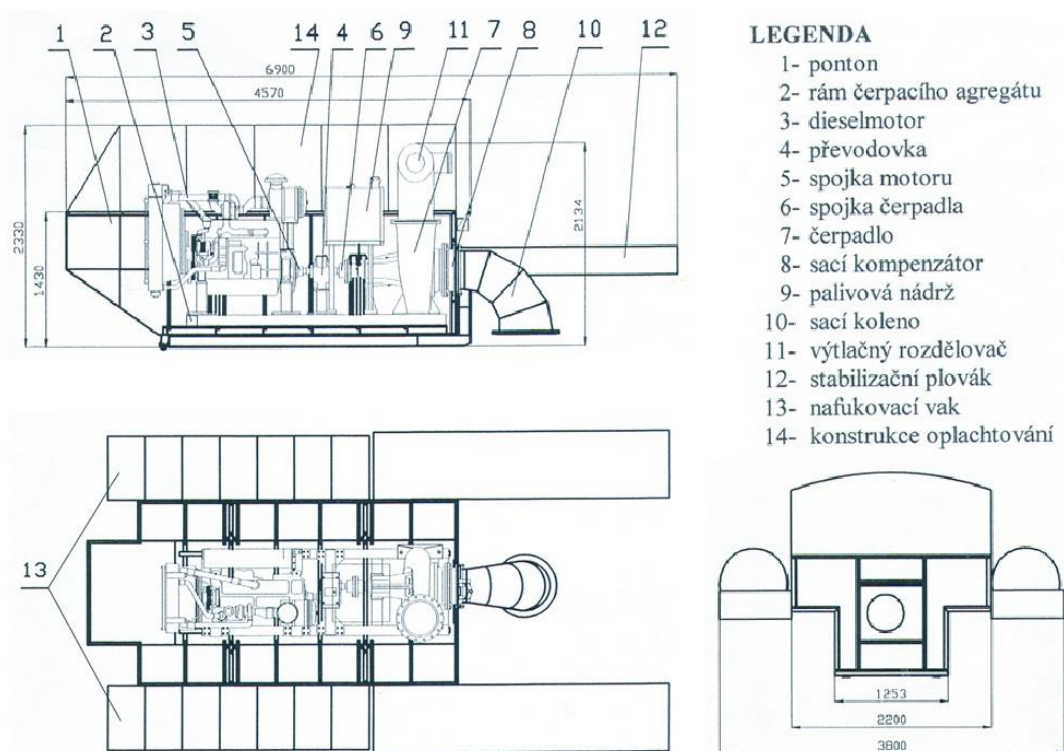 1 2 3 5 14 4 6 9 11 7 8 10 12
6900
4570
2330
1430
2134
LEGENDA
1- ponton
2- rám čerpacího agregátu
3- dieselmotor
4- převodovka
5- spojka motoru
6- spojka čerpadla
7- čerpadlo
8- sací kompenzátor
9- palivová nádrž
10- sací koleno
11- výtlačný rozdělovač
12- stabilizační plovák
13- nafukovací vak
14- konstrukce oplachtování
13
1253
2200
3800